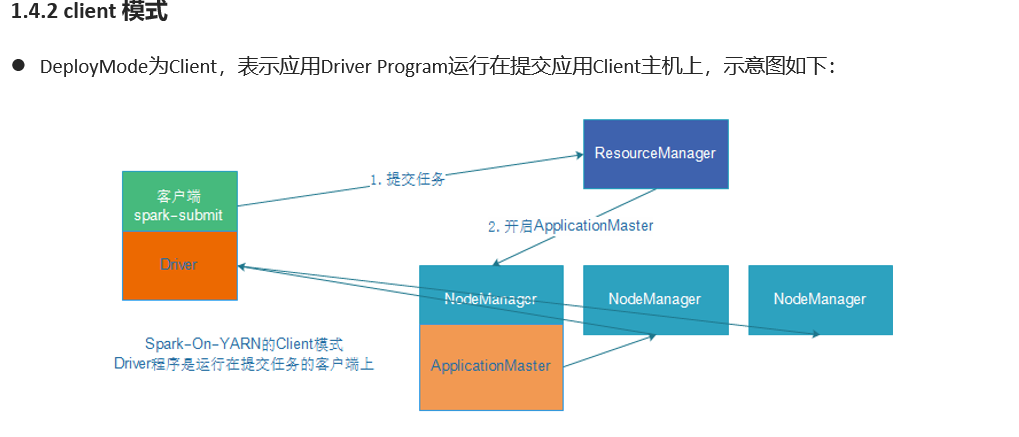 1.4.2 client 模式
● DeployMode为Client，表示应用Driver Program运行在提交应用Client主机上，示意图如下：
ResourceManager
1. 提交任务
客户端
spark-submit
2. 开启ApplicationMaster
Driver
NodeManager
NodeManager
NodeManager
Spark-On-YARN的Client模式
Driver程序是运行在提交任务的客户端上
ApplicationMaster